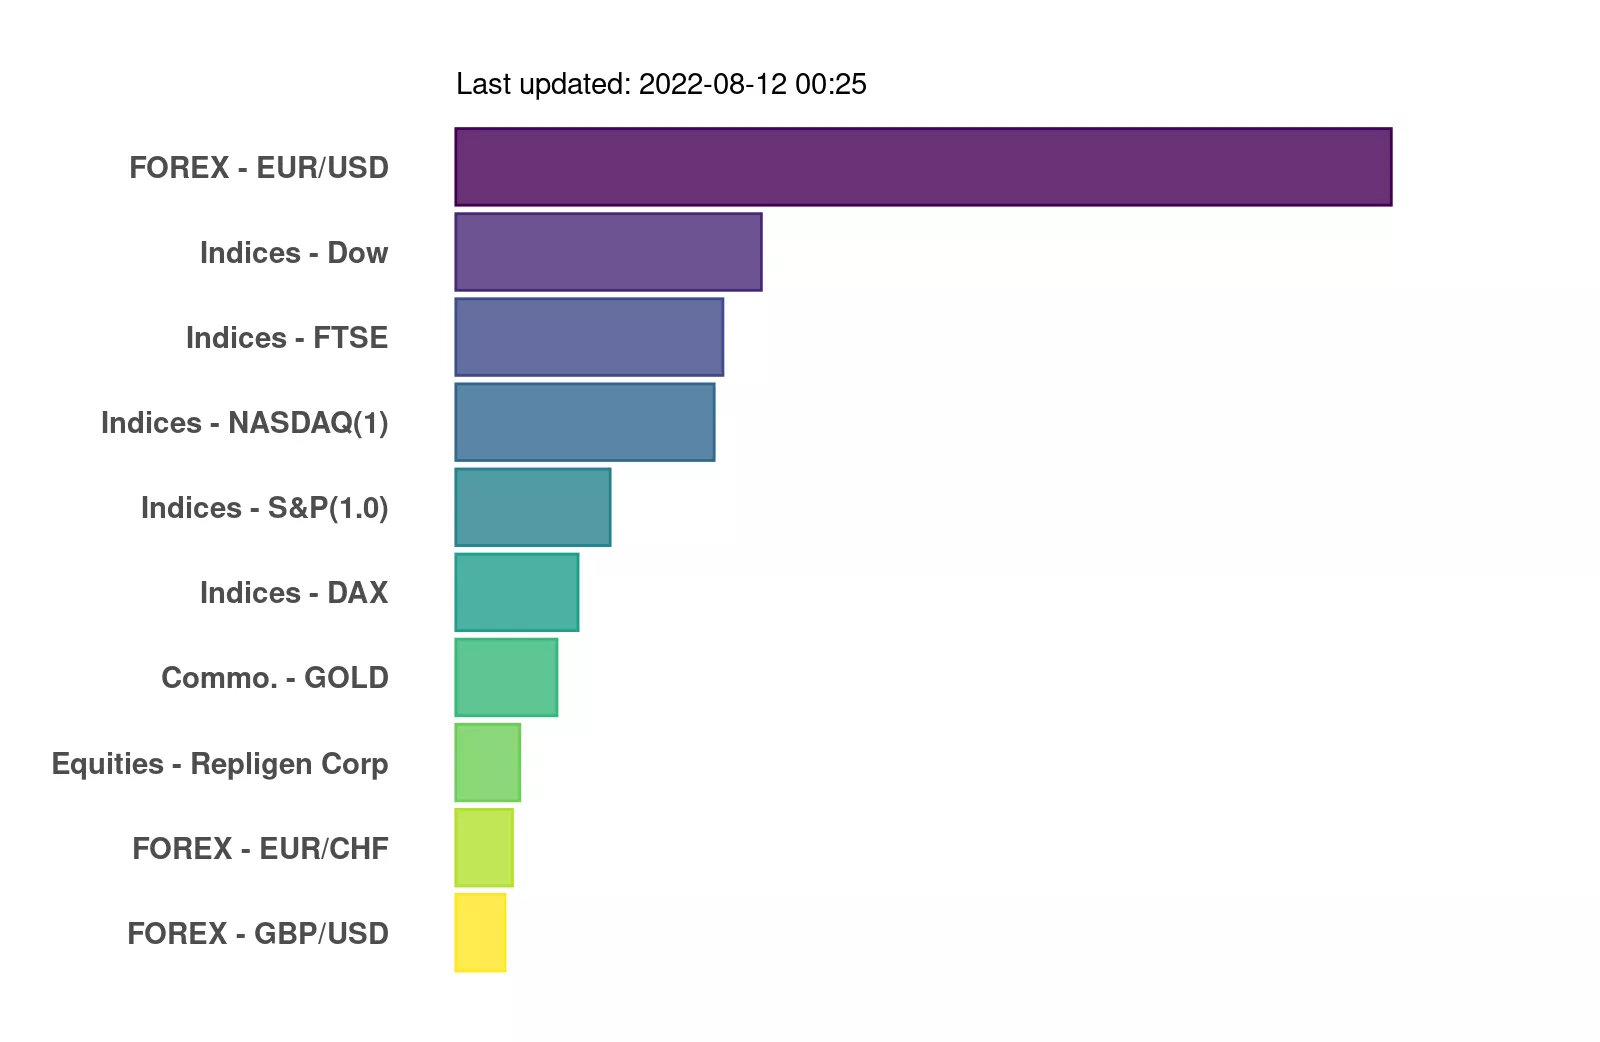 Last updated: 2022-08-12 00:25
FOREX - EUR/USD
Indices - Dow
Indices - FTSE
Indices - NASDAQ(1)
Indices - S&P(1.0)
Indices - DAX
Commo. - GOLD
Equities - Repligen Corp
FOREX - EUR/CHF
FOREX - GBP/USD